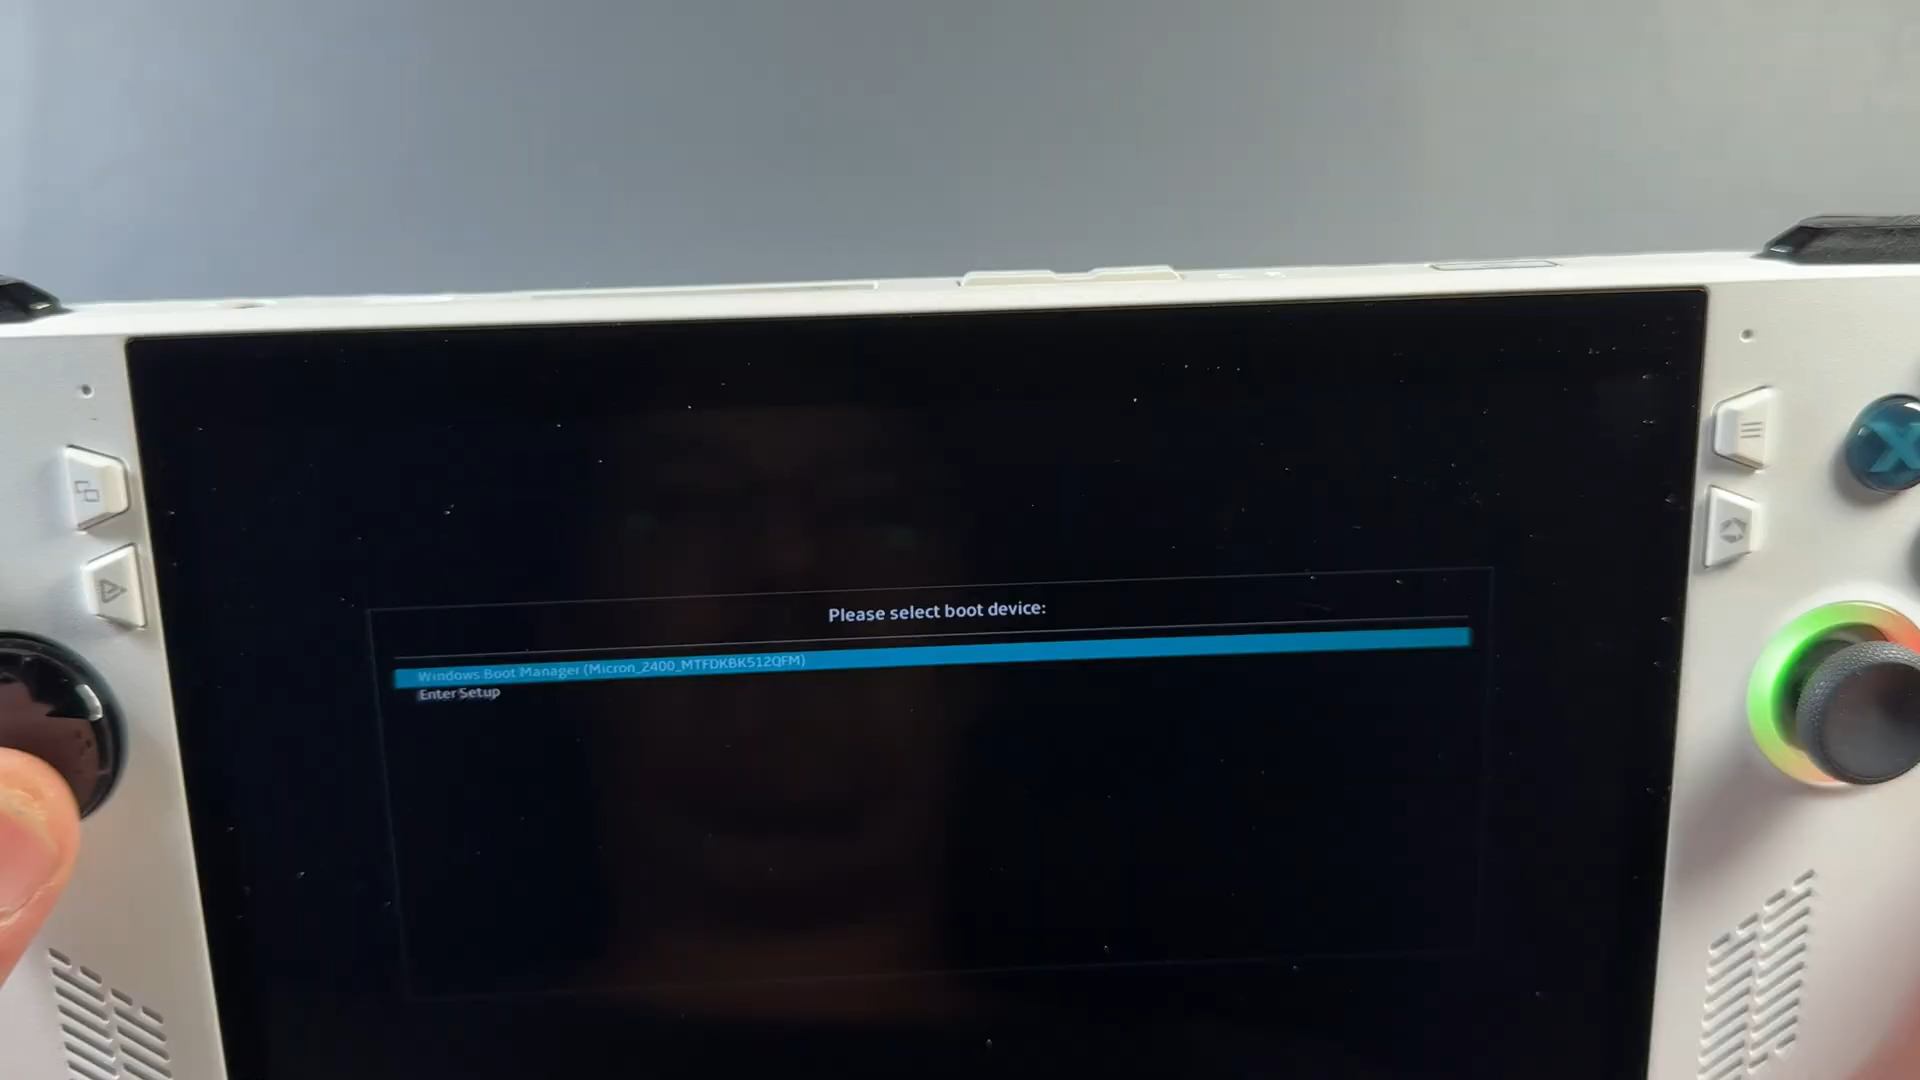 Please select boot device:
Windows Boot Manager (Micron_2400_MTFDKBK512QFM)
Enter Setup
X